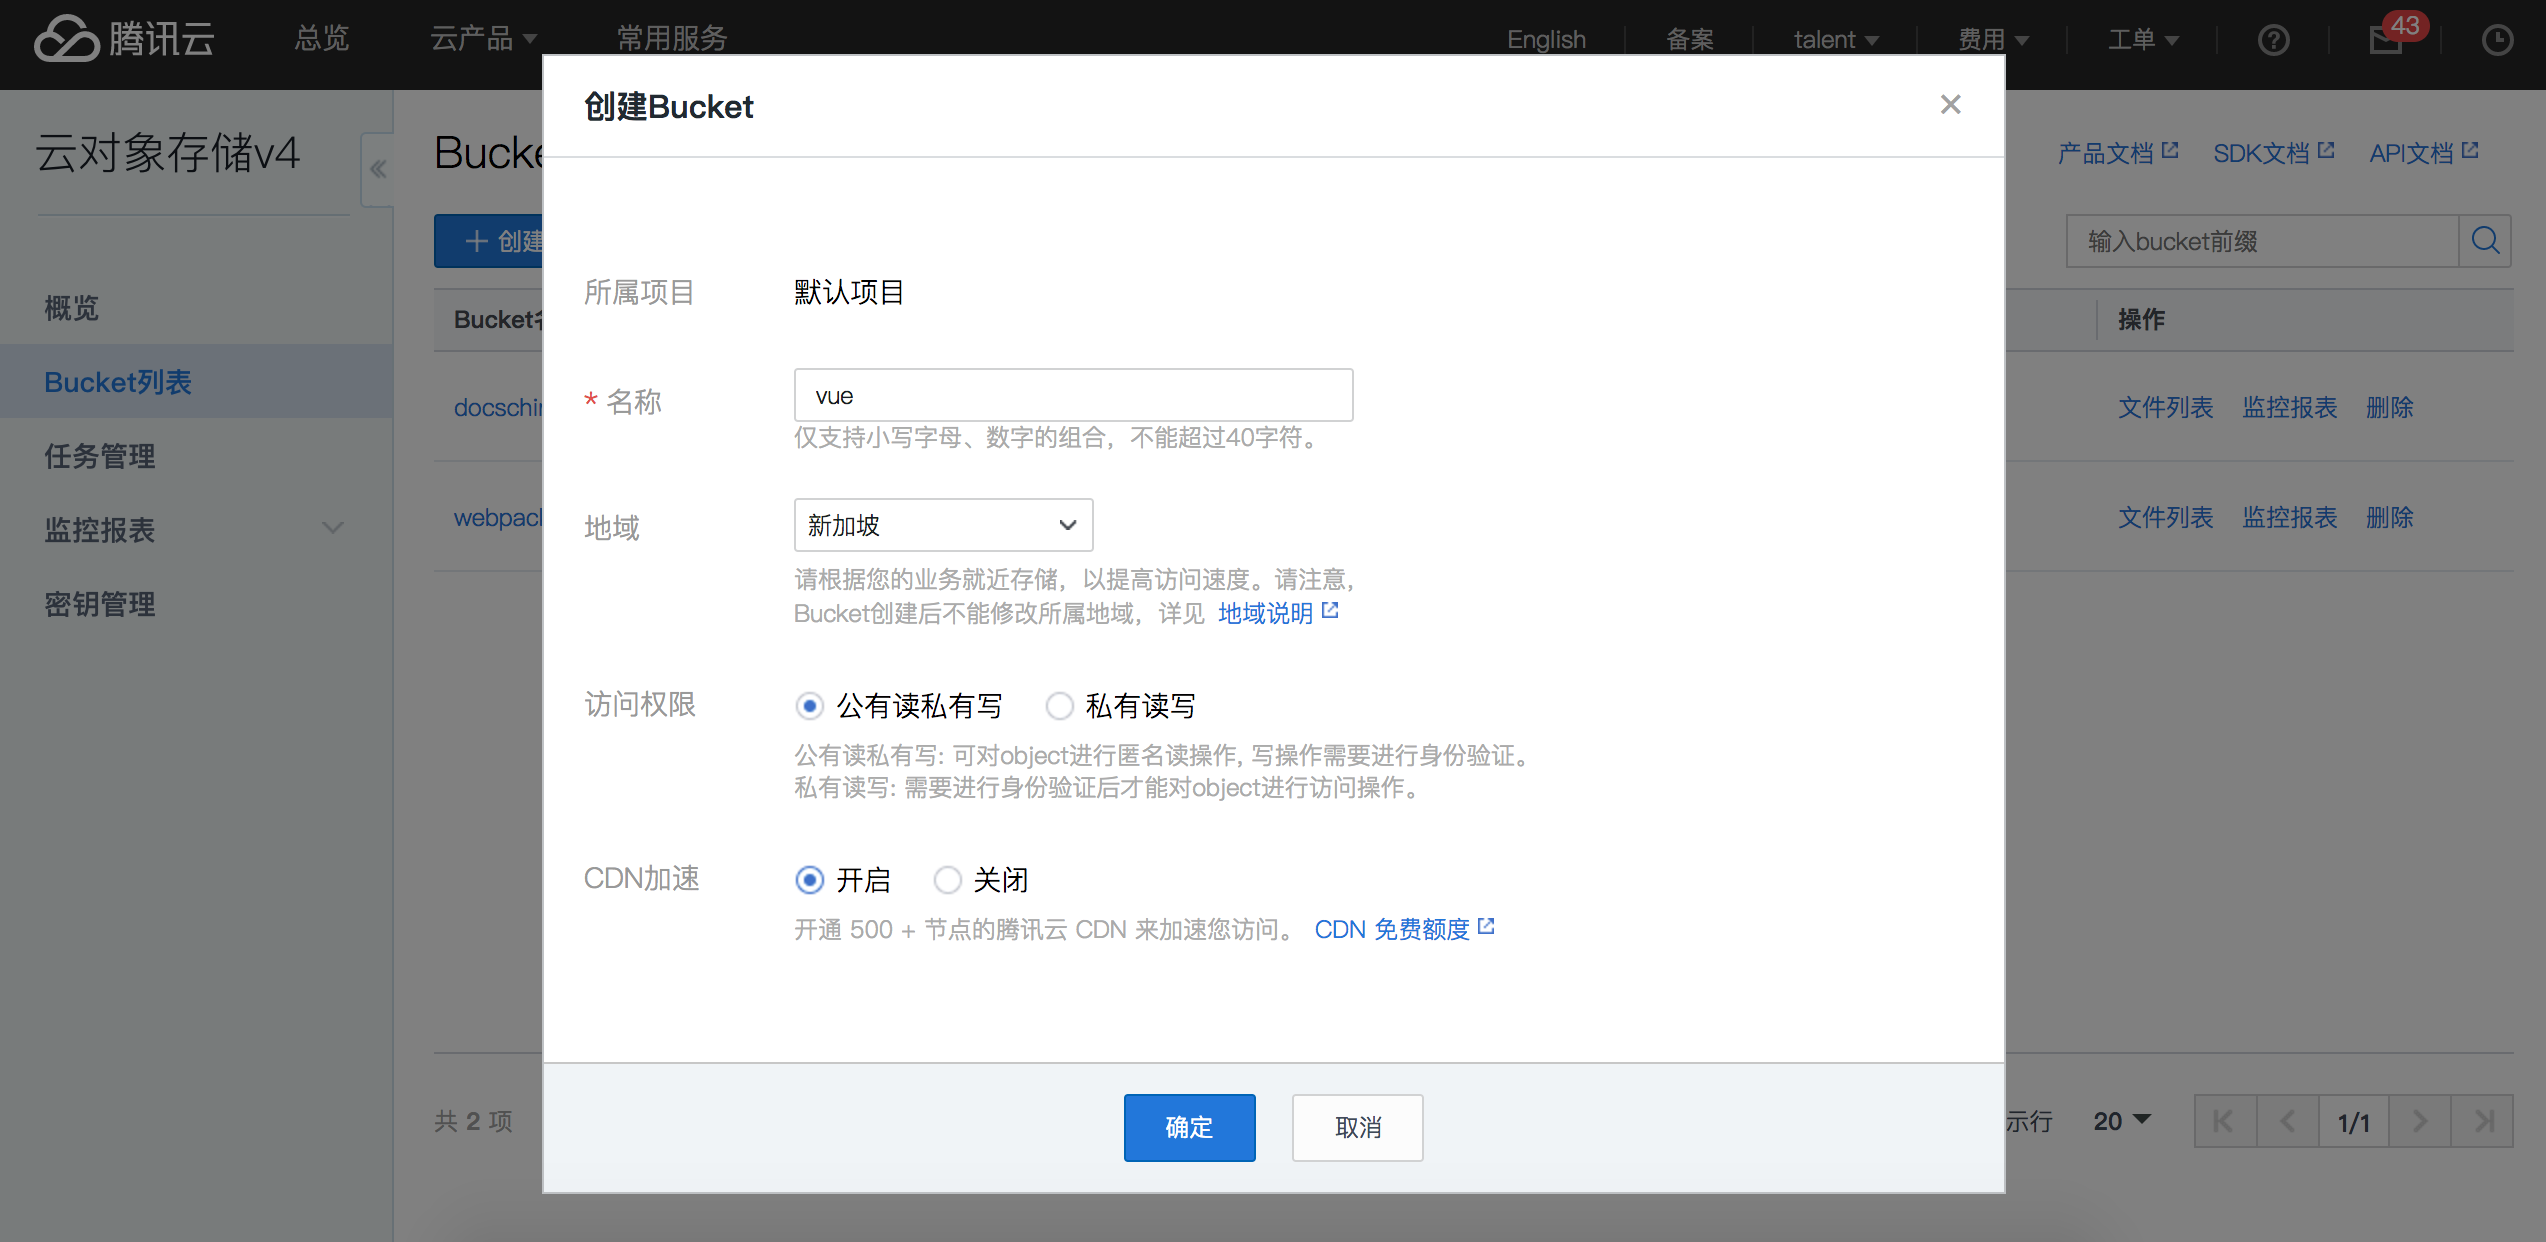 腾讯云
总览
云产品
常用服务
English
备案
talent
费用
工单
43
云对象存储v4
概览
Bucket列表
任务管理
监控报表
密钥管理
产品文档
SDK文档
API文档
创建
输入bucket前缀
操作
文件列表 监控报表 删除
文件列表 监控报表 删除
共 2 项
示行
20
1/1
创建Bucket
所属项目 默认项目
* 名称 vue
仅支持小写字母、数字的组合，不能超过40字符。
地域 新加坡
请根据您的业务就近存储，以提高访问速度。请注意，
Bucket创建后不能修改所属地域，详见 地域说明
访问权限 公有读私有写 私有读写
公有读私有写: 可对object进行匿名读操作, 写操作需要进行身份验证。
私有读写: 需要进行身份验证后才能对object进行访问操作。
CDN加速 开启 关闭
开通 500 + 节点的腾讯云 CDN 来加速您访问。 CDN 免费额度
确定 取消